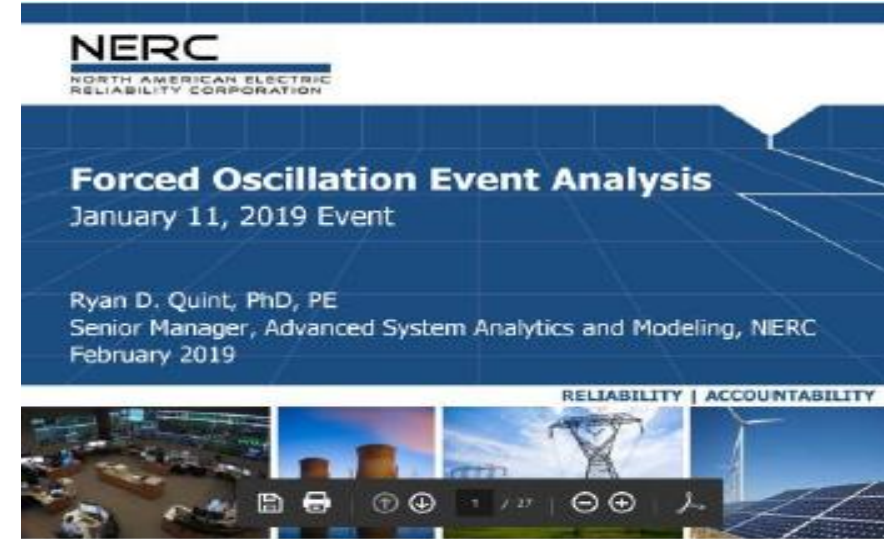 NERC
NORTH AMERICAN ELECTRIC
RELIABILITY CORPORATION
Forced Oscillation Event Analysis
January 11, 2019 Event
Ryan D. Quint, PhD, PE
Senior Manager, Advanced System Analytics and Modeling, NERC
February 2019
RELIABILITY | ACCOUNTABILITY
1 / 27